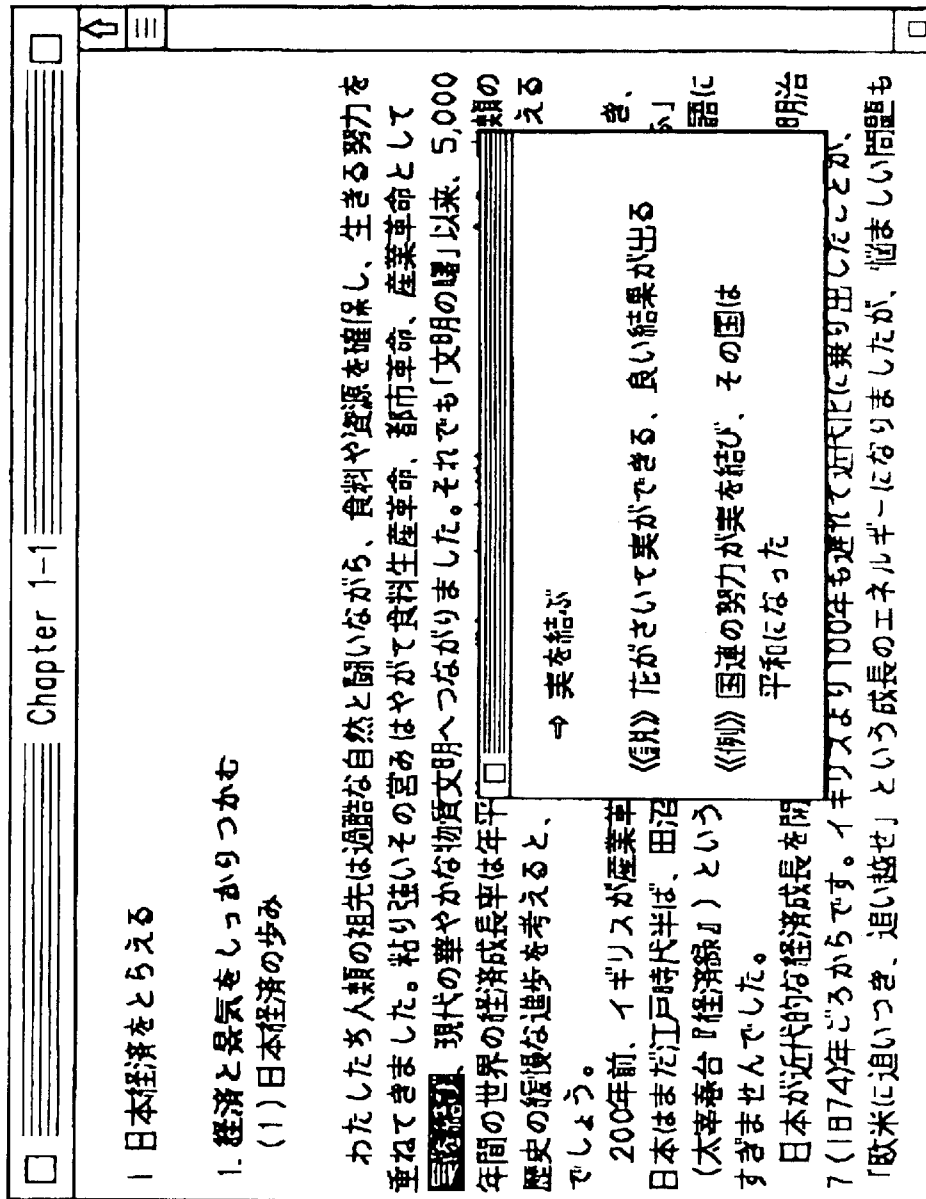 Chapter 1-1
1 日本経済をとらえる
1. 経済と景気をしっかりつかむ
(1)日本経済の歩み
わたしたち人類の祖先は過酷な自然と闘いながら、食料や資源を確保し、生きる努力を
重ねてきました。粘り強いその営みはやがて食料生産革命、都市革命、産業革命として
実を結び、現代の華やかな物質文明へつながりました。それでも「文明の曙」以来、5,000
年間の世界の経済成長率は年平 類の
歴史の緩慢な進歩を考えると、 える
でしょう。
200年前、イギリスが産業革 き、
日本はまだ江戸時代半ば、田沼 ぶ」
(太宰春台『経済録』)という 語に
すぎませんでした。
日本が近代的な経済成長を開 明治
7(1874)年ごろからです。イギリスより100年も遅れて近代化に乗り出したことが、
「欧米に追いつき、追い越せ」という成長のエネルギーになりましたが、悩ましい問題も
⇨ 実を結ぶ
《説》花がさいて実ができる、良い結果が出る
《例》国連の努力が実を結び、その国は
平和になった